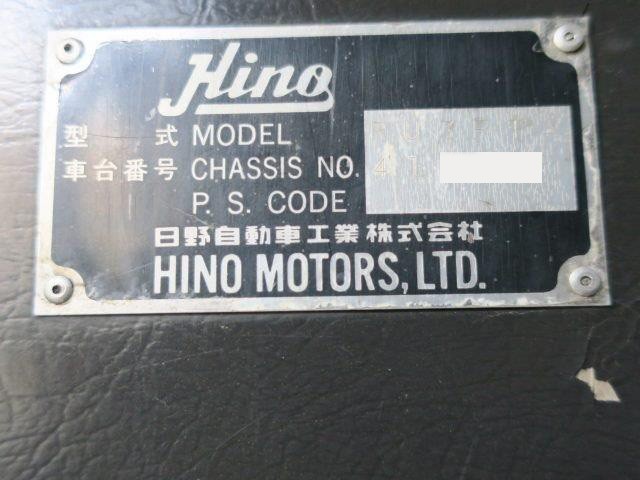 Hino
型 式 MODEL
車台番号 CHASSIS NO. 41
P. S. CODE
日野自動車工業株式会社
HINO MOTORS, LTD.